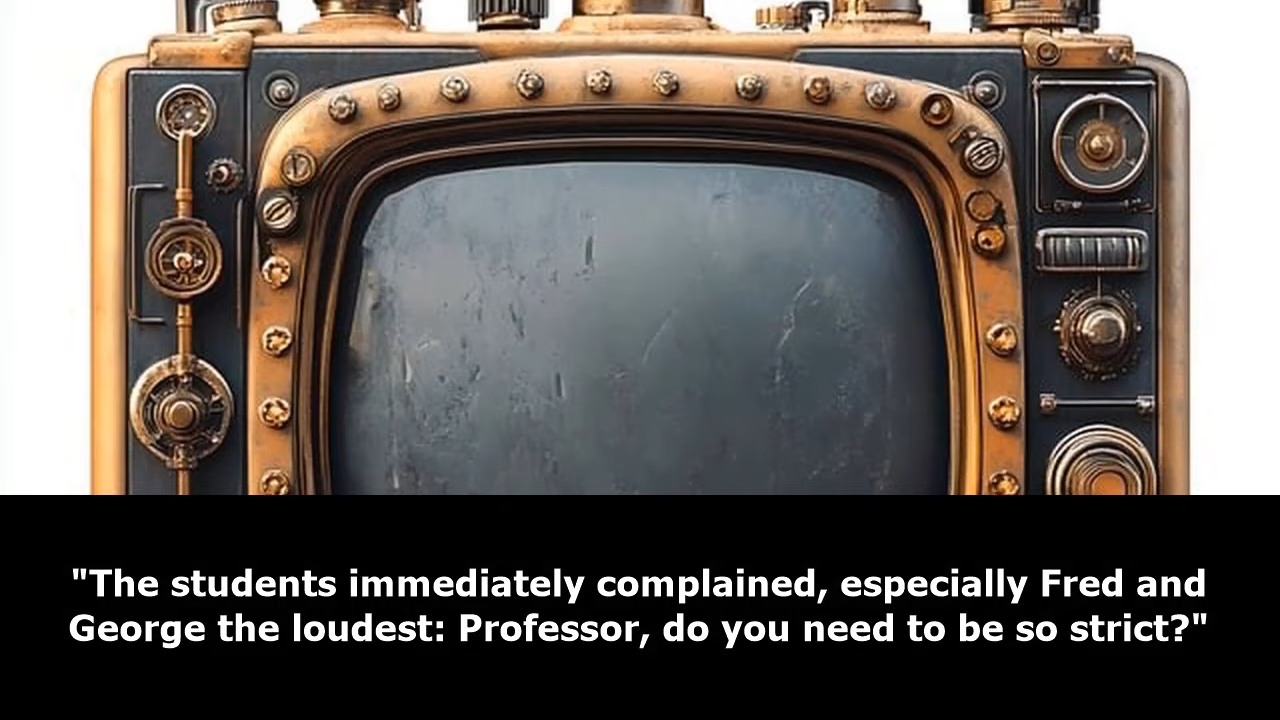 "The students immediately complained, especially Fred and
George the loudest: Professor, do you need to be so strict?"